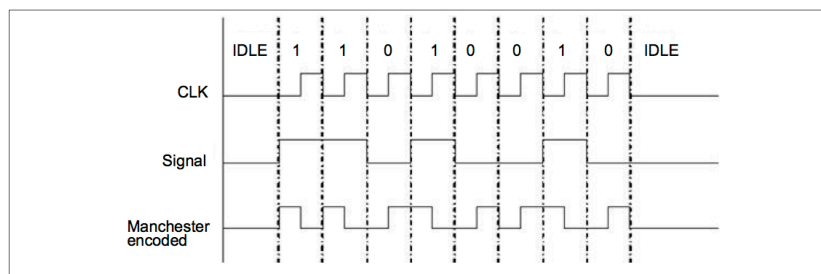 IDLE 1 1 0 1 0 0 1 0 IDLE
CLK
Signal
Manchester
encoded